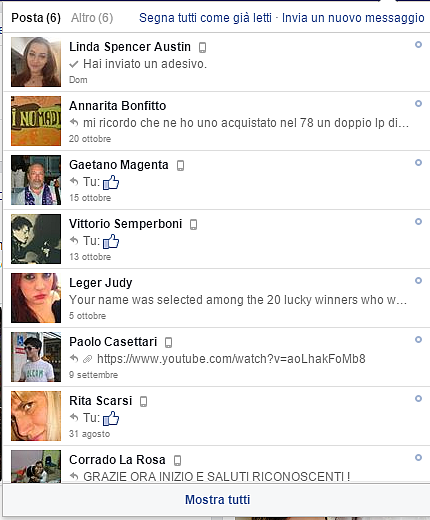 Posta (6) Altro (6) Segna tutti come già letti · Invia un nuovo messaggio
Linda Spencer Austin
Hai inviato un adesivo.
Dom
Annarita Bonfitto
mi ricordo che ne ho uno acquistato nel 78 un doppio lp di...
20 ottobre
I NOMADI
Gaetano Magenta
Tu:
15 ottobre
Vittorio Semperboni
Tu:
13 ottobre
Leger Judy
Your name was selected among the 20 lucky winners who w...
5 ottobre
Paolo Casettari
https://www.youtube.com/watch?v=aoLhakFoMb8
9 settembre
Rita Scarsi
Tu:
31 agosto
Corrado La Rosa
GRAZIE ORA INIZIO E SALUTI RICONOSCENTI !
Mostra tutti